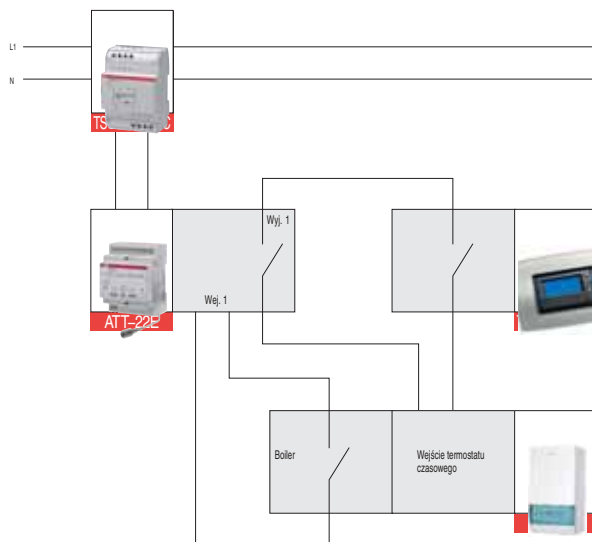 L1
N
Wyj. 1
Wej. 1
ATT–22E
Boiler
Wejście termostatu
czasowego